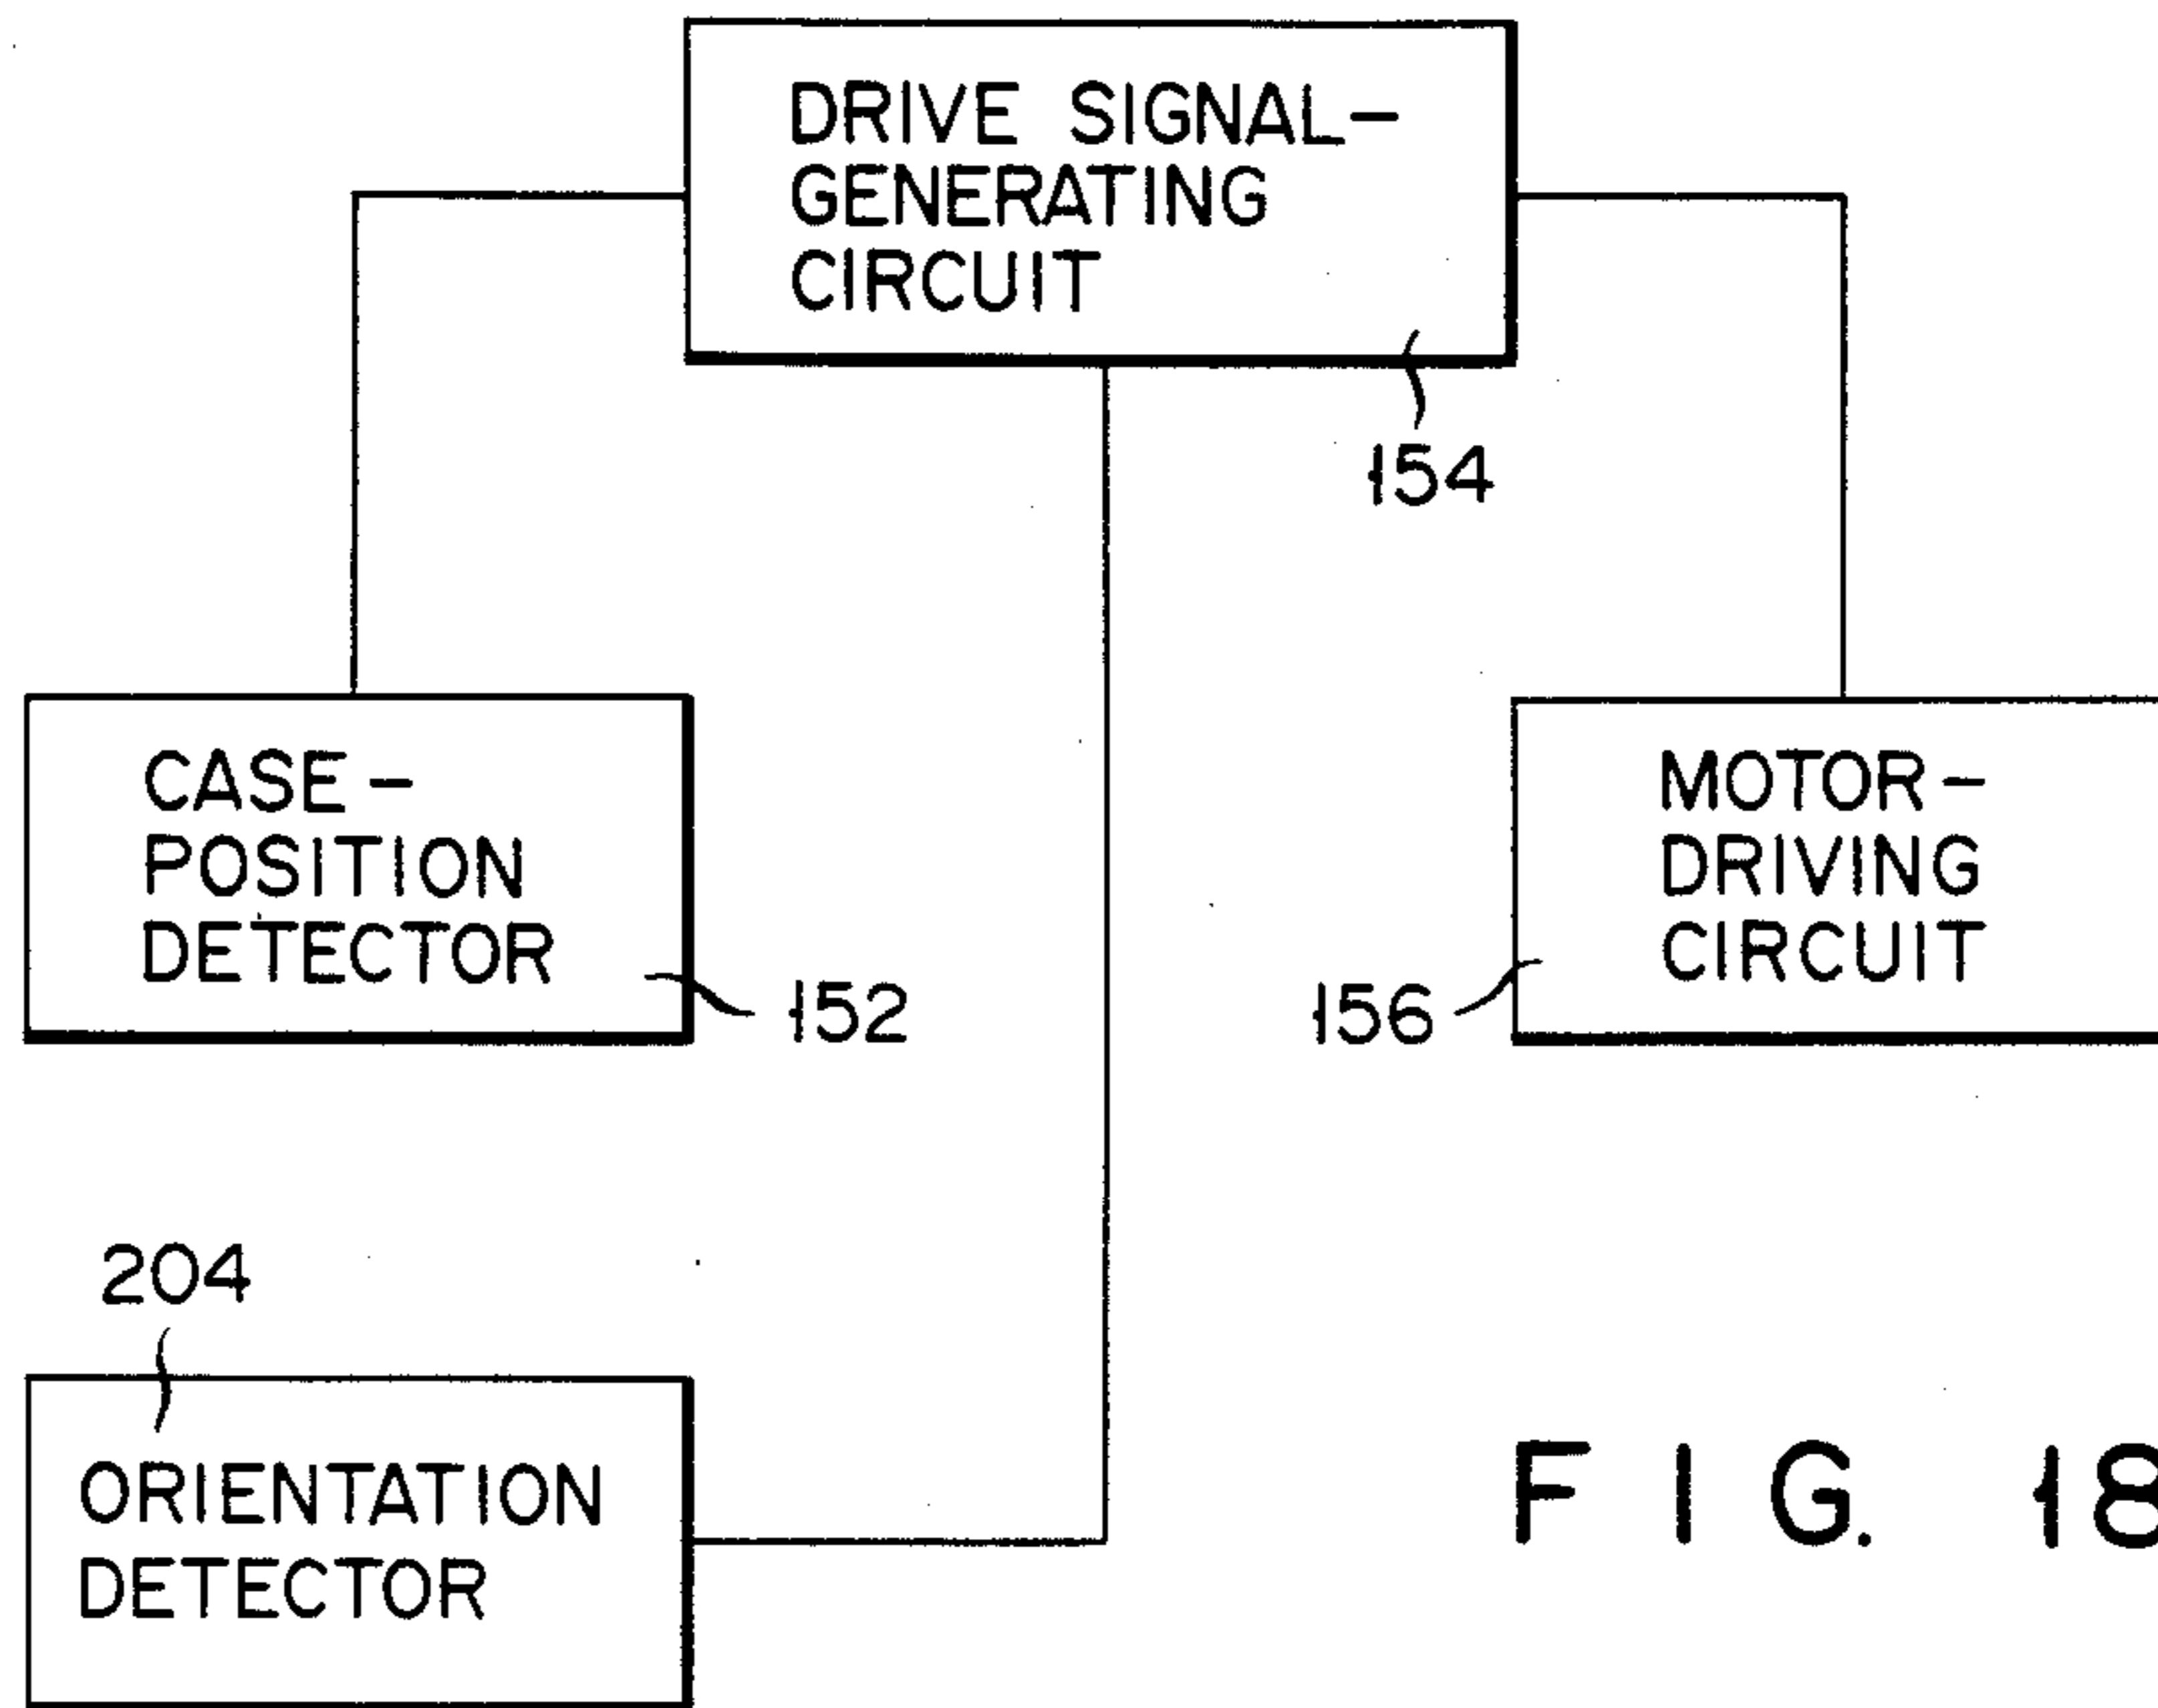 DRIVE SIGNAL-
GENERATING
CIRCUIT
154
CASE-
POSITION
DETECTOR
152
MOTOR-
DRIVING
CIRCUIT
156
204
ORIENTATION
DETECTOR
FIG. 18